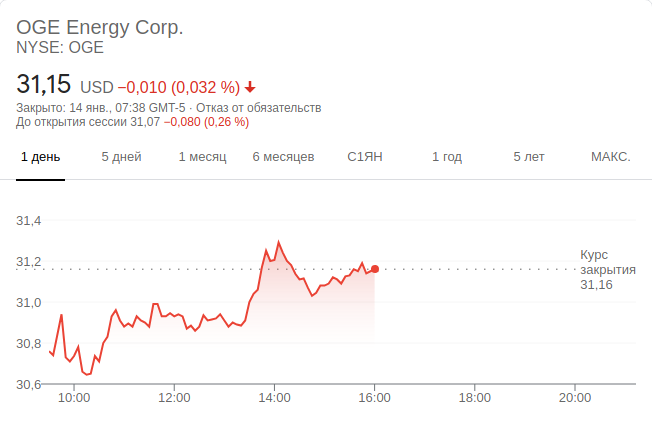 OGE Energy Corp.
NYSE: OGE
31,15 USD −0,010 (0,032 %)
Закрыто: 14 янв., 07:38 GMT-5 · Отказ от обязательств
До открытия сессии 31,07 −0,080 (0,26 %)
1 день 5 дней 1 месяц 6 месяцев С1ЯН 1 год 5 лет МАКС.
31,4
31,2
31,0
30,8
30,6
Курс
закрытия
31,16
10:00 12:00 14:00 16:00 18:00 20:00